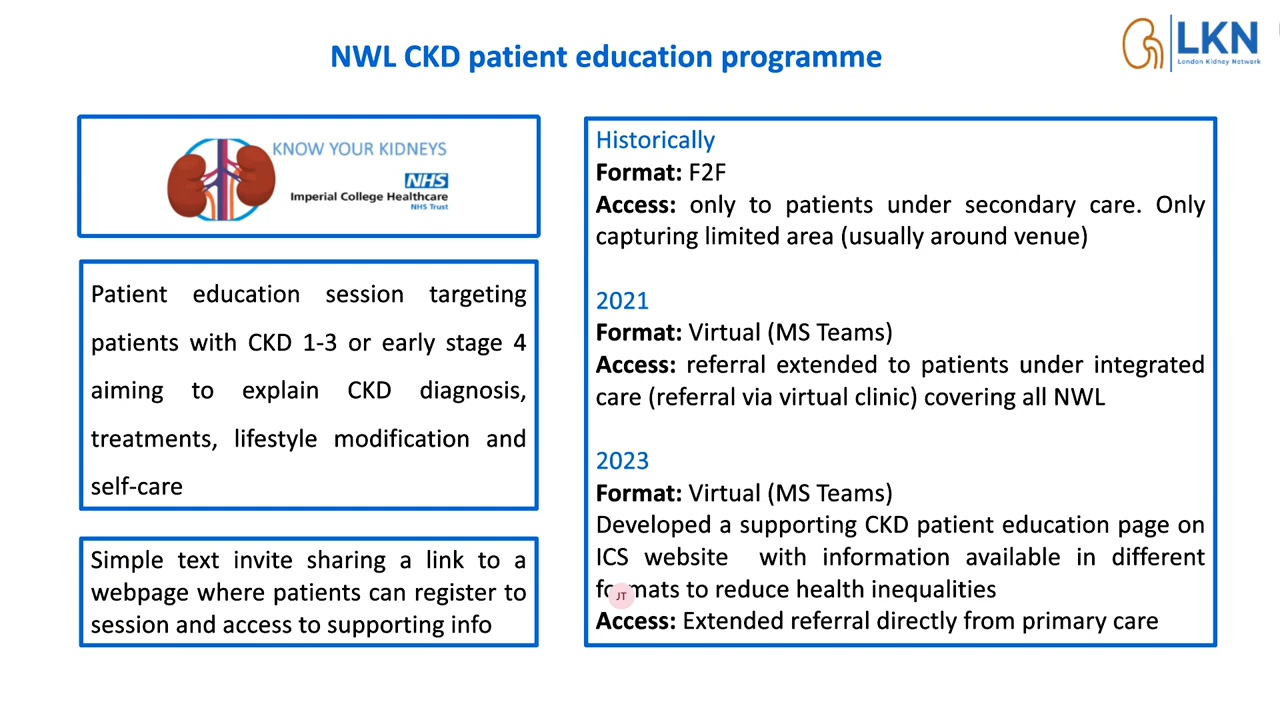 NWL CKD patient education programme
LKN
London Kidney Network
KNOW YOUR KIDNEYS
NHS
Imperial College Healthcare
NHS Trust
Patient education session targeting
patients with CKD 1-3 or early stage 4
aiming to explain CKD diagnosis,
treatments, lifestyle modification and
self-care
Simple text invite sharing a link to a
webpage where patients can register to
session and access to supporting info
Historically
Format: F2F
Access: only to patients under secondary care. Only
capturing limited area (usually around venue)
2021
Format: Virtual (MS Teams)
Access: referral extended to patients under integrated
care (referral via virtual clinic) covering all NWL
2023
Format: Virtual (MS Teams)
Developed a supporting CKD patient education page on
ICS website with information available in different
formats to reduce health inequalities
JT
Access: Extended referral directly from primary care